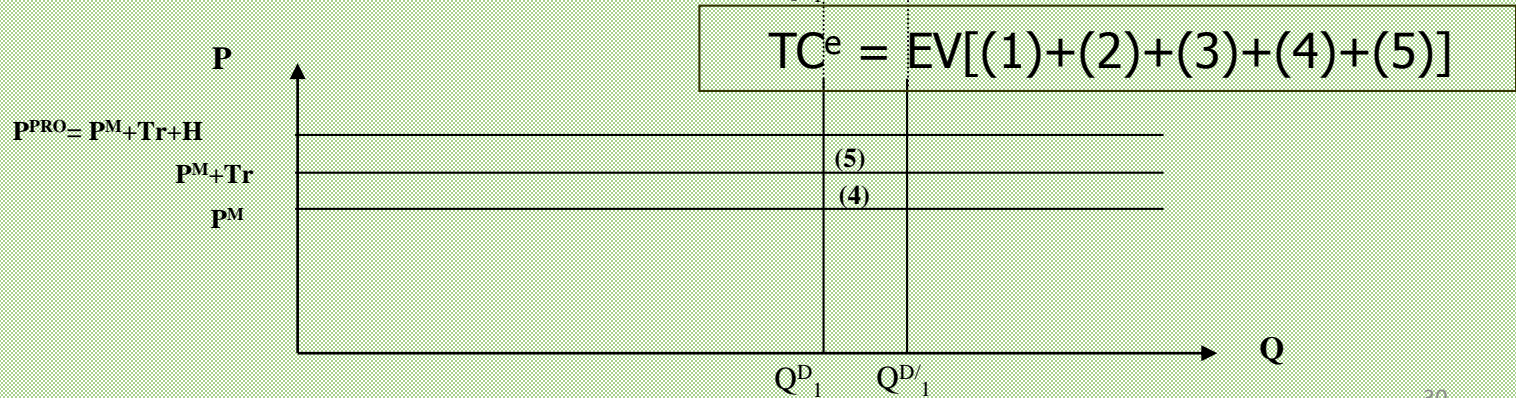 TCᵉ = EV[(1)+(2)+(3)+(4)+(5)]
P
Pᴾᴿᴼ= Pᴹ+Tr+H
(5)
Pᴹ+Tr
(4)
Pᴹ
Q
Qᴰ₁ Qᴰ/₁